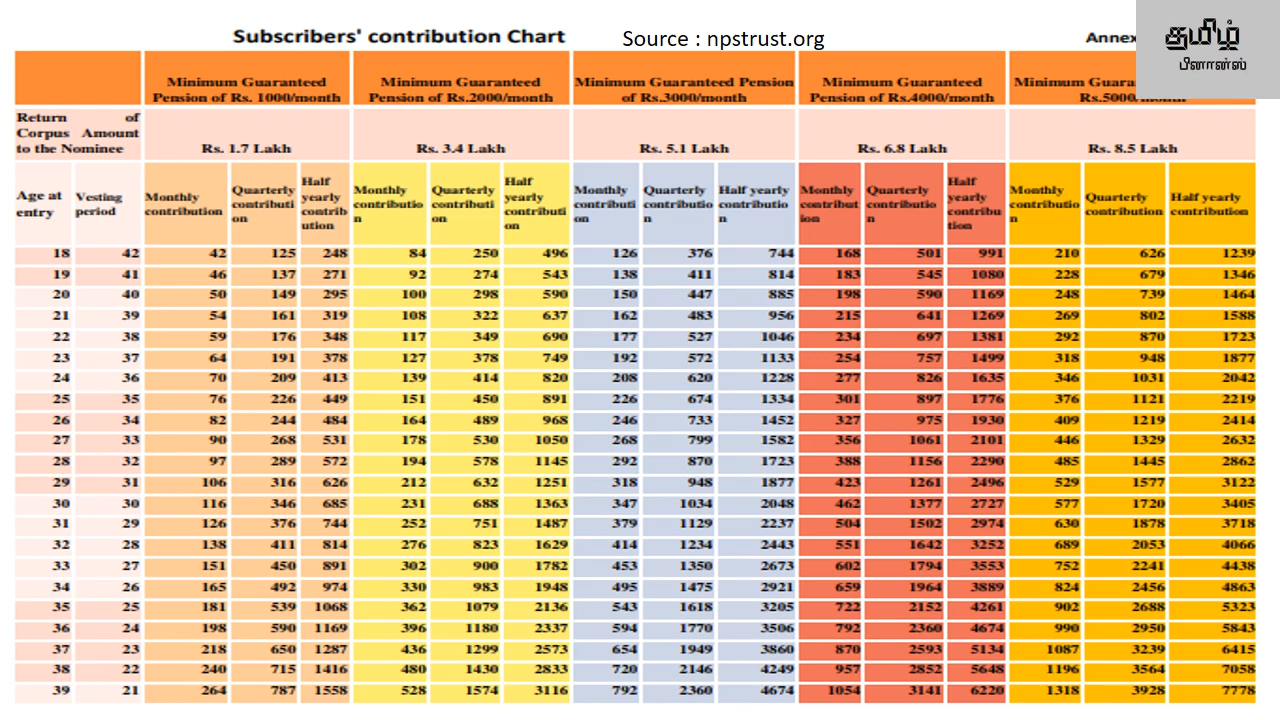 Subscribers' contribution Chart
Source : npstrust.org
Annex
தமிழ்
பினான்ஸ்
Minimum Guaranteed Pension of Rs. 1000/month Minimum Guaranteed Pension of Rs.2000/month Minimum Guaranteed Pension of Rs.3000/month Minimum Guaranteed Pension of Rs.4000/month Minimum Rs.5000/
Return of Corpus Amount to the Nominee Rs. 1.7 Lakh Rs. 3.4 Lakh Rs. 5.1 Lakh Rs. 6.8 Lakh Rs. 8.5 Lakh
Age at entry Vesting period Monthly contribution Quarterly contribution Half yearly contribution Monthly contribution Quarterly contribution Half yearly contribution Monthly contribution Quarterly contribution Half yearly contribution Monthly contribution Quarterly contribution Half yearly contribution Monthly contribution Quarterly contribution Half yearly contribution
18 42 42 125 248 84 250 496 126 376 744 168 501 991 210 626 1239
19 41 46 137 271 92 274 543 138 411 814 183 545 1080 228 679 1346
20 40 50 149 295 100 298 590 150 447 885 198 590 1169 248 739 1464
21 39 54 161 319 108 322 637 162 483 956 215 641 1269 269 802 1588
22 38 59 176 348 117 349 690 177 527 1046 234 697 1381 292 870 1723
23 37 64 191 378 127 378 749 192 572 1133 254 757 1499 318 948 1877
24 36 70 209 413 139 414 820 208 620 1228 277 826 1635 346 1031 2042
25 35 76 226 449 151 450 891 226 674 1334 301 897 1776 376 1121 2219
26 34 82 244 484 164 489 968 246 733 1452 327 975 1930 409 1219 2414
27 33 90 268 531 178 530 1050 268 799 1582 356 1061 2101 446 1329 2632
28 32 97 289 572 194 578 1145 292 870 1723 388 1156 2290 485 1445 2862
29 31 106 316 626 212 632 1251 318 948 1877 423 1261 2496 529 1577 3122
30 30 116 346 685 231 688 1363 347 1034 2048 462 1377 2727 577 1720 3405
31 29 126 376 744 252 751 1487 379 1129 2237 504 1502 2974 630 1878 3718
32 28 138 411 814 276 823 1629 414 1234 2443 551 1642 3252 689 2053 4066
33 27 151 450 891 302 900 1782 453 1350 2673 602 1794 3553 752 2241 4438
34 26 165 492 974 330 983 1948 495 1475 2921 659 1964 3889 824 2456 4863
35 25 181 539 1068 362 1079 2136 543 1618 3205 722 2152 4261 902 2688 5323
36 24 198 590 1169 396 1180 2337 594 1770 3506 792 2360 4674 990 2950 5843
37 23 218 650 1287 436 1299 2573 654 1949 3860 870 2593 5134 1087 3239 6415
38 22 240 715 1416 480 1430 2833 720 2146 4249 957 2852 5648 1196 3564 7058
39 21 264 787 1558 528 1574 3116 792 2360 4674 1054 3141 6220 1318 3928 7778